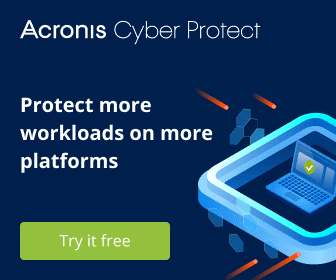 Acronis Cyber Protect
Protect more
workloads on more
platforms
Try it free